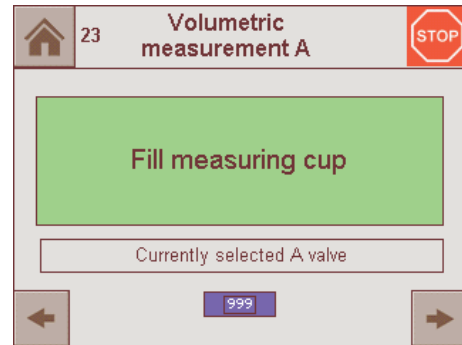 23
Volumetric
measurement A
STOP
Fill measuring cup
Currently selected A valve
999